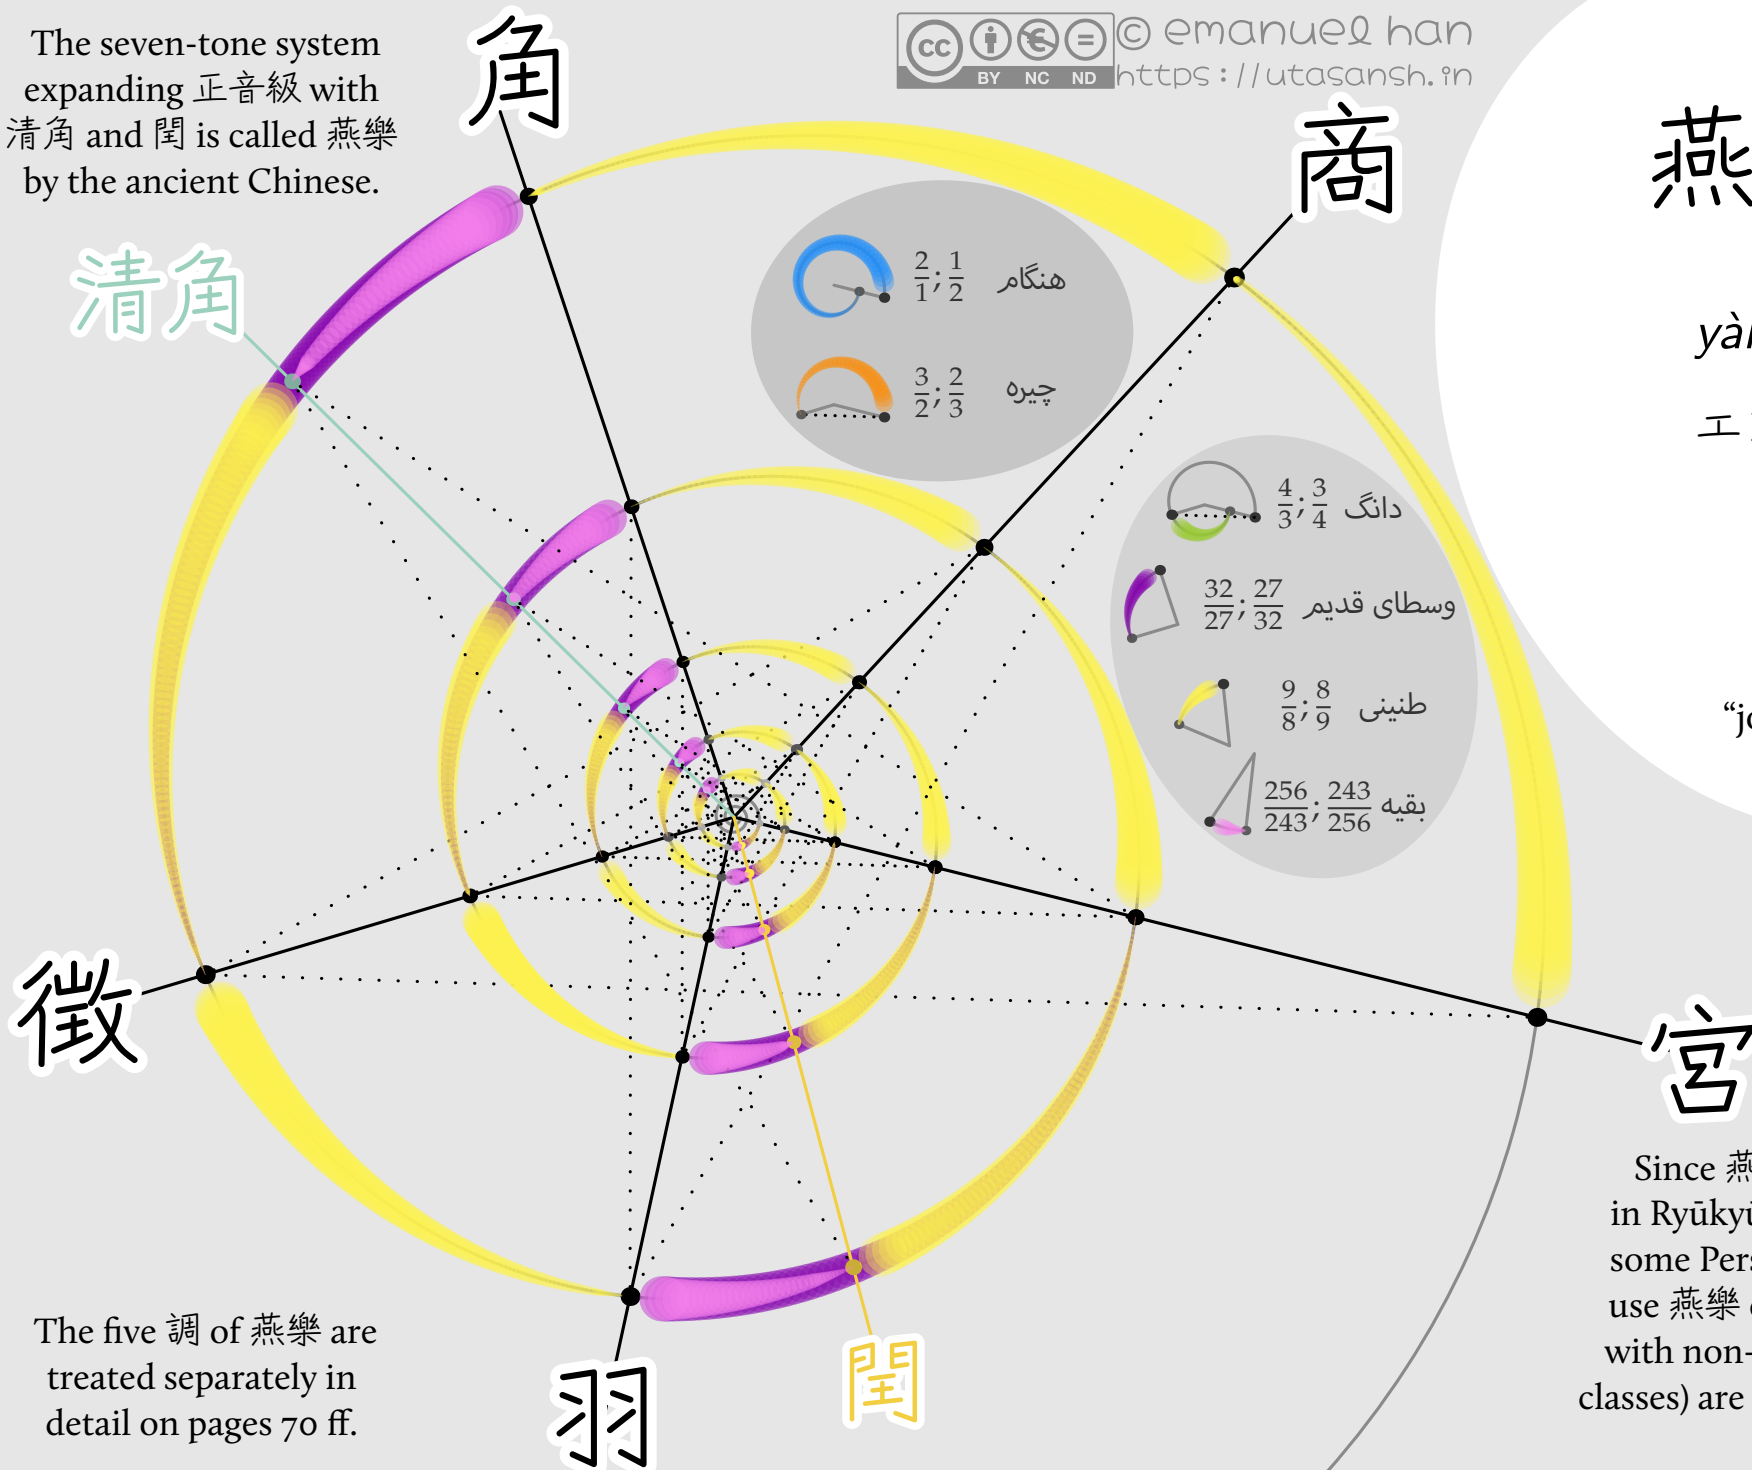 The seven-tone system
expanding 正音級 with
清角 and 閏 is called 燕樂
by the ancient Chinese.
角
cc BY NC ND
© emanuel han
https://utasansh.in
商
燕
清角
2/1; 1/2 هنگام
3/2; 2/3 چیره
4/3; 3/4 دانگ
32/27; 27/32 وسطای قدیم
9/8; 8/9 طنینی
256/243; 243/256 بقیه
エ
“jo
徵
宮
Since 燕
in Ryūkyū
some Pers
use 燕樂
with non-
classes) are
The five 調 of 燕樂 are
treated separately in
detail on pages 70 ff.
羽
閏